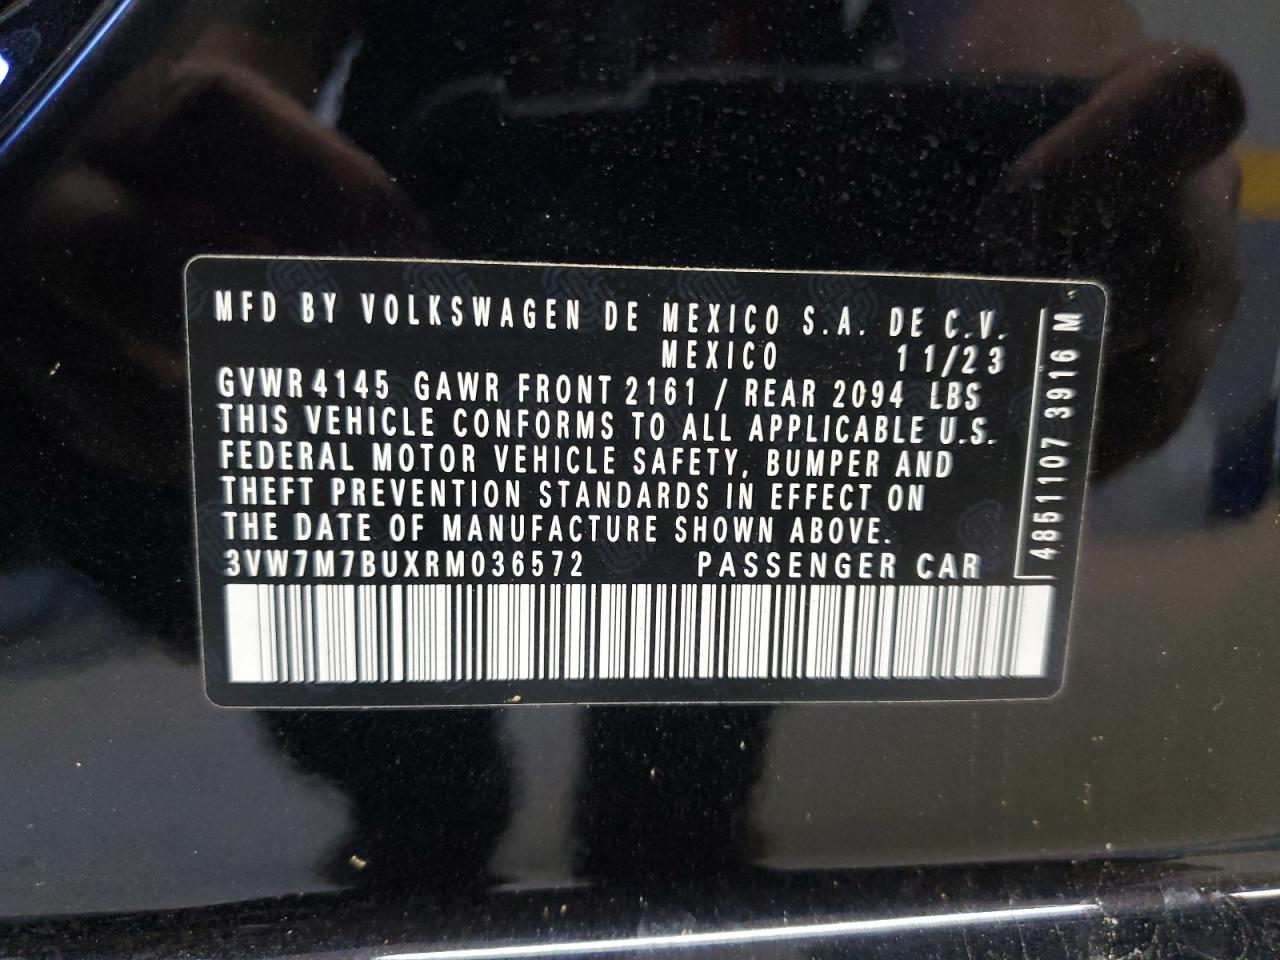 MFD BY VOLKSWAGEN DE MEXICO S.A. DE C.V.
MEXICO 11/23
GVWR 4145 GAWR FRONT 2161 / REAR 2094 LBS
THIS VEHICLE CONFORMS TO ALL APPLICABLE U.S.
FEDERAL MOTOR VEHICLE SAFETY, BUMPER AND
THEFT PREVENTION STANDARDS IN EFFECT ON
THE DATE OF MANUFACTURE SHOWN ABOVE.
3VW7M7BUXRM036572 PASSENGER CAR
4851107 3916 M